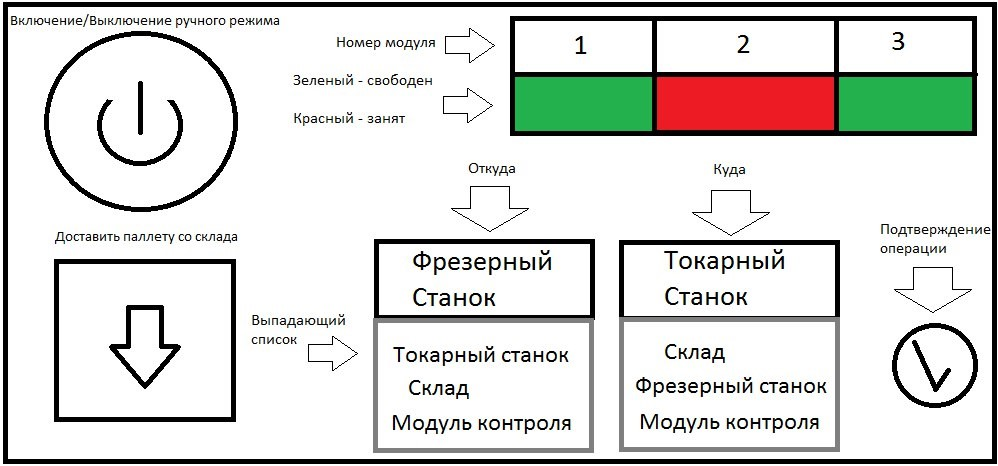 Включение/Выключение ручного режима
Номер модуля
1
2
3
Зеленый - свободен
Красный - занят
Откуда
Куда
Доставить паллету со склада
Подтверждение
операции
Фрезерный
Станок
Токарный
Станок
Выпадающий
список
Токарный станок
Склад
Модуль контроля
Склад
Фрезерный станок
Модуль контроля